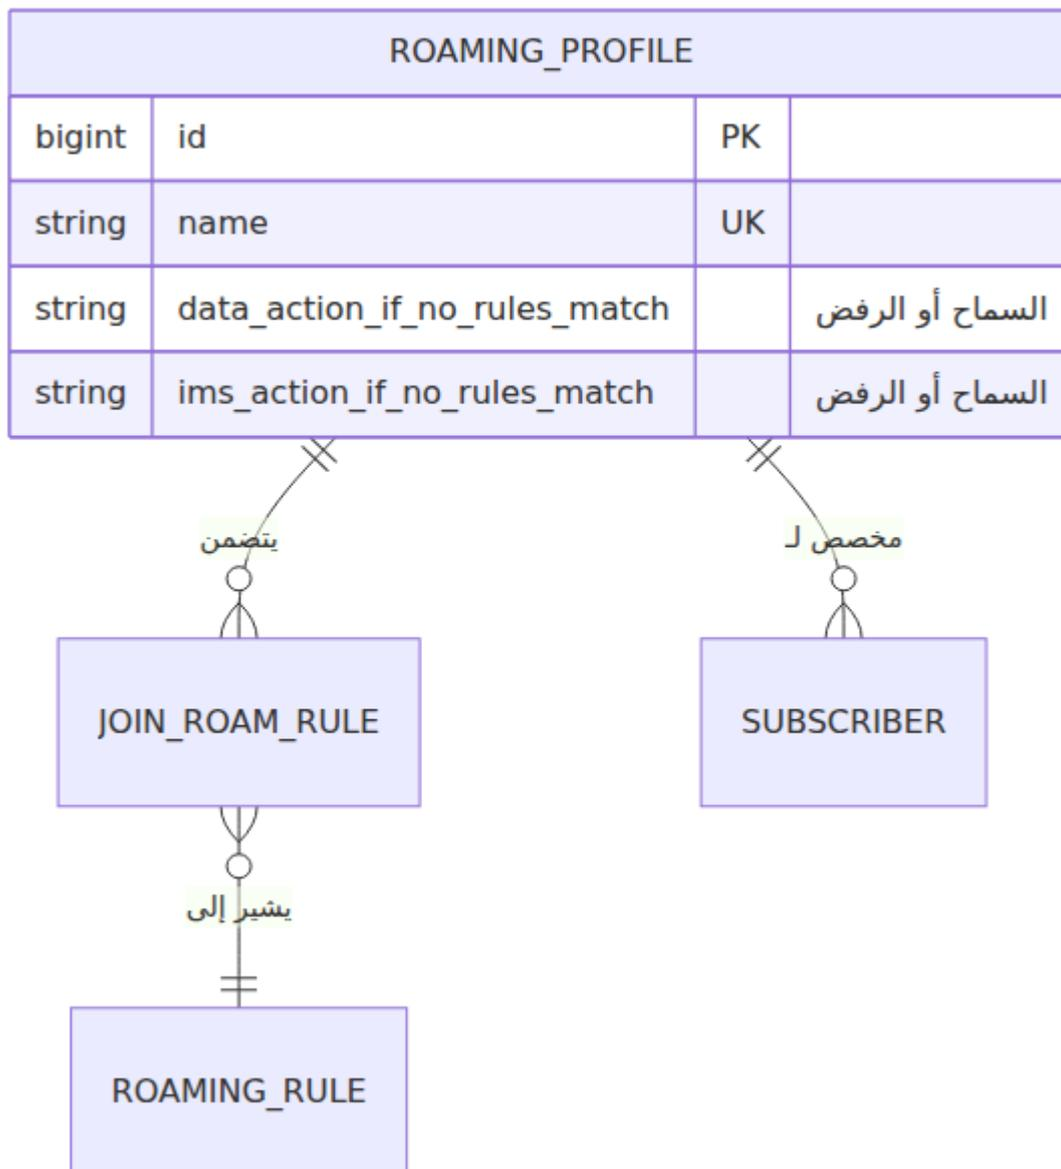 ROAMING_PROFILE
bigint id PK
string name UK
string data_action_if_no_rules_match السماح أو الرفض
string ims_action_if_no_rules_match السماح أو الرفض
يتضمن مخصص لـ
JOIN_ROAM_RULE SUBSCRIBER
يشير إلى
ROAMING_RULE